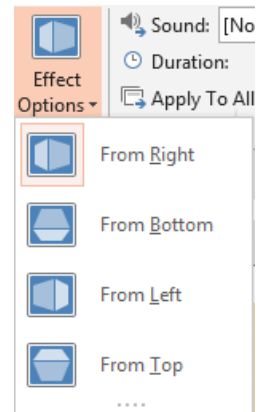 Effect
Options
Sound: [No
Duration:
Apply To All
From Right
From Bottom
From Left
From Top